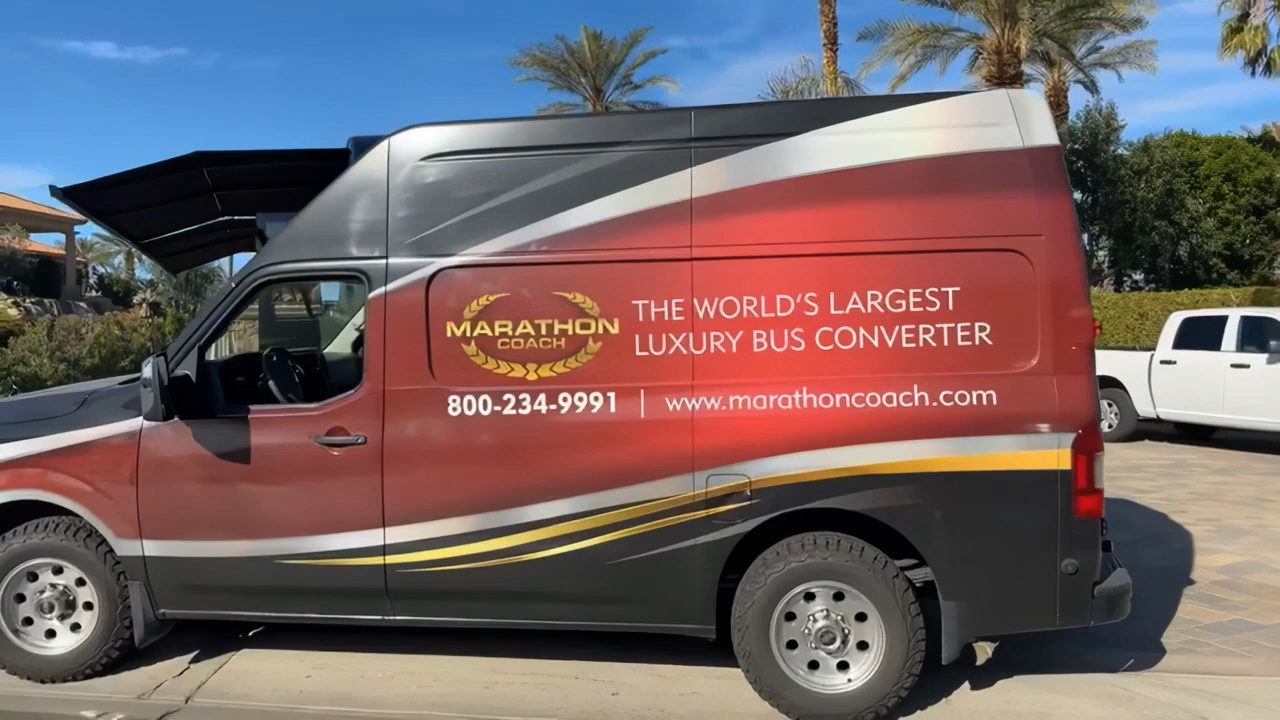 MARATHON
COACH
THE WORLD'S LARGEST
LUXURY BUS CONVERTER
800-234-9991 | www.marathoncoach.com